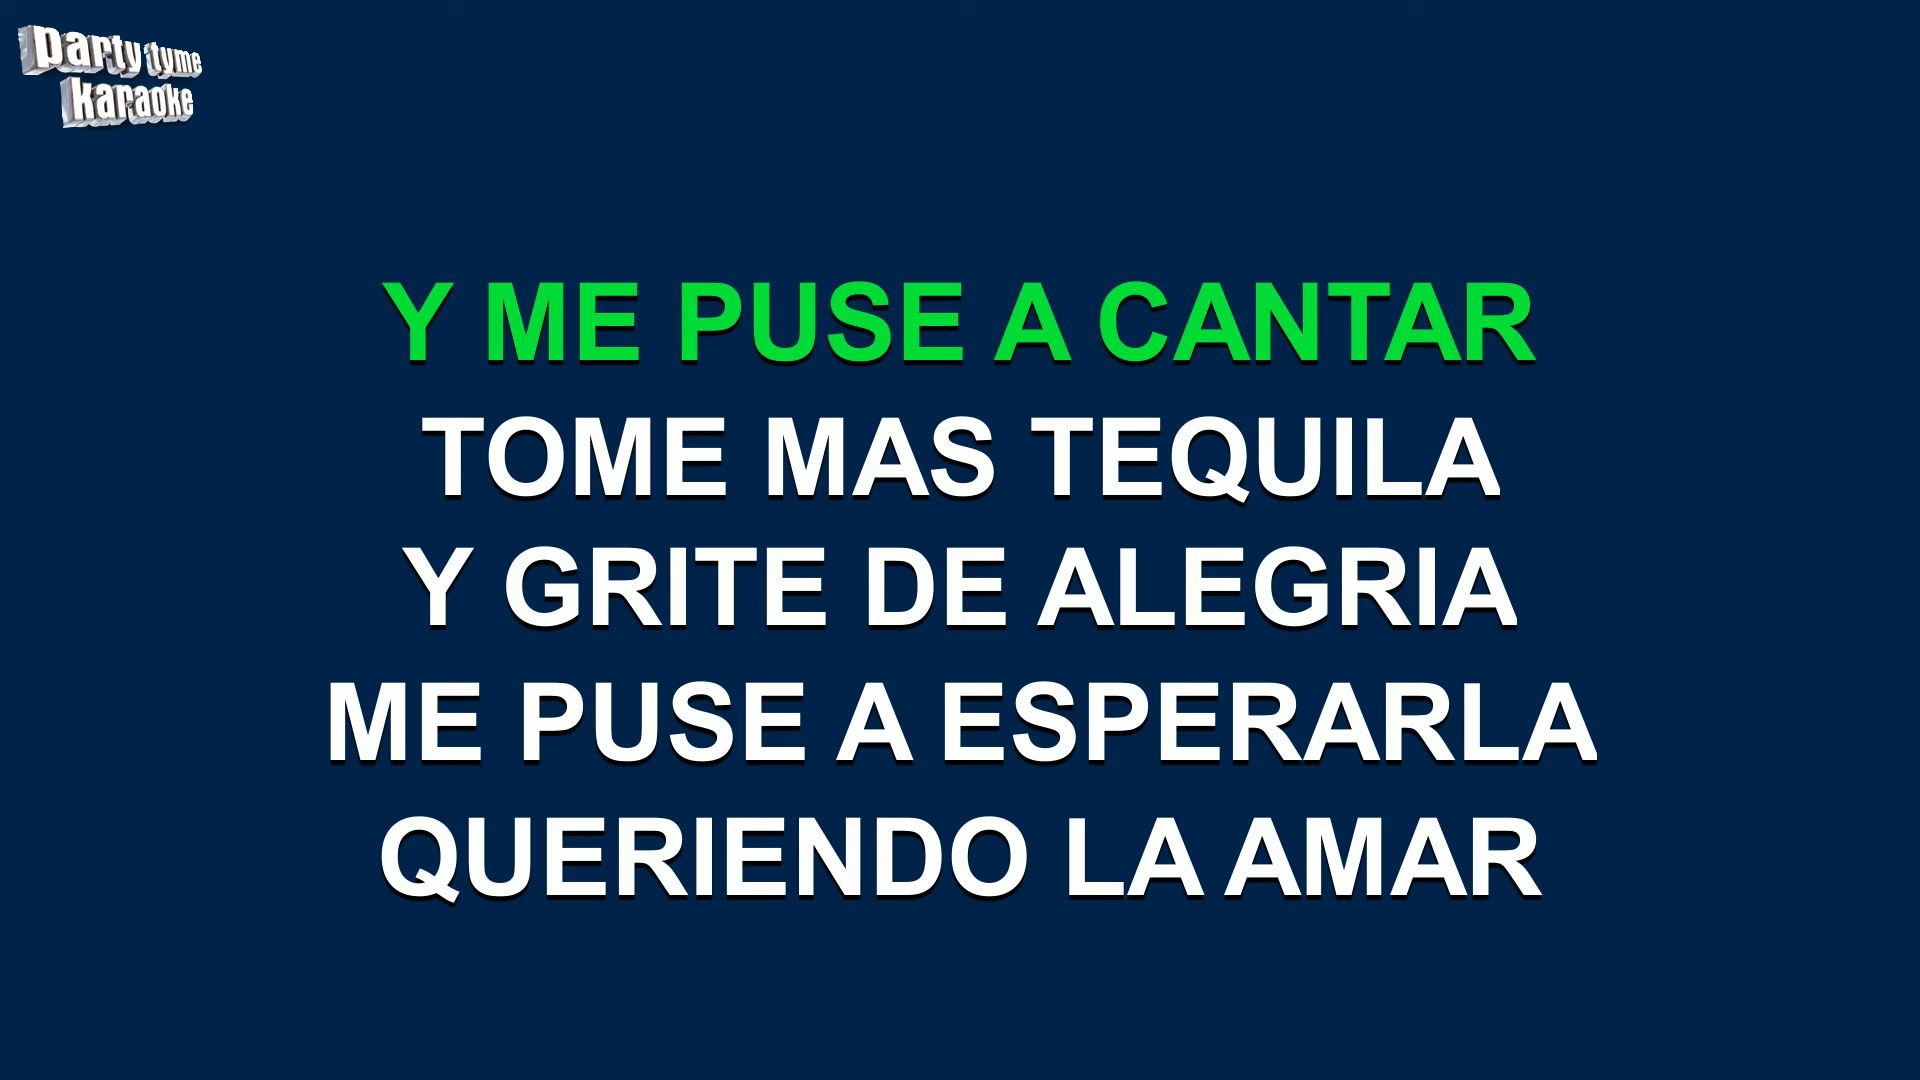 party tyme
karaoke
Y ME PUSE A CANTAR
TOME MAS TEQUILA
Y GRITE DE ALEGRIA
ME PUSE A ESPERARLA
QUERIENDO LA AMAR